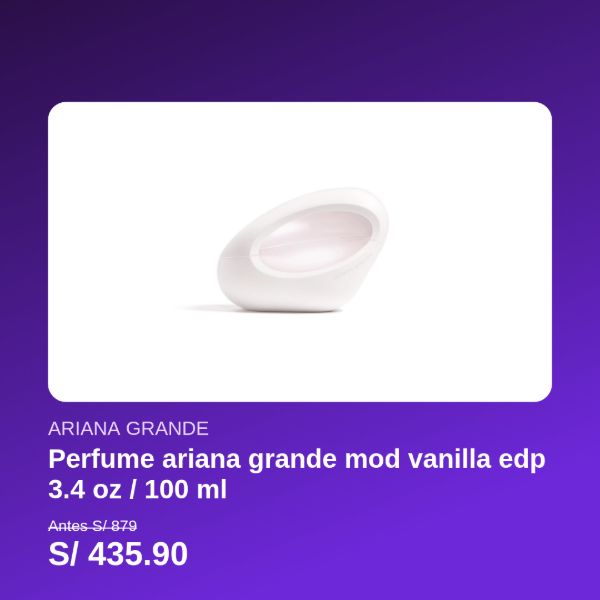 ARIANA GRANDE
Perfume ariana grande mod vanilla edp
3.4 oz / 100 ml
Antes S/ 879
S/ 435.90